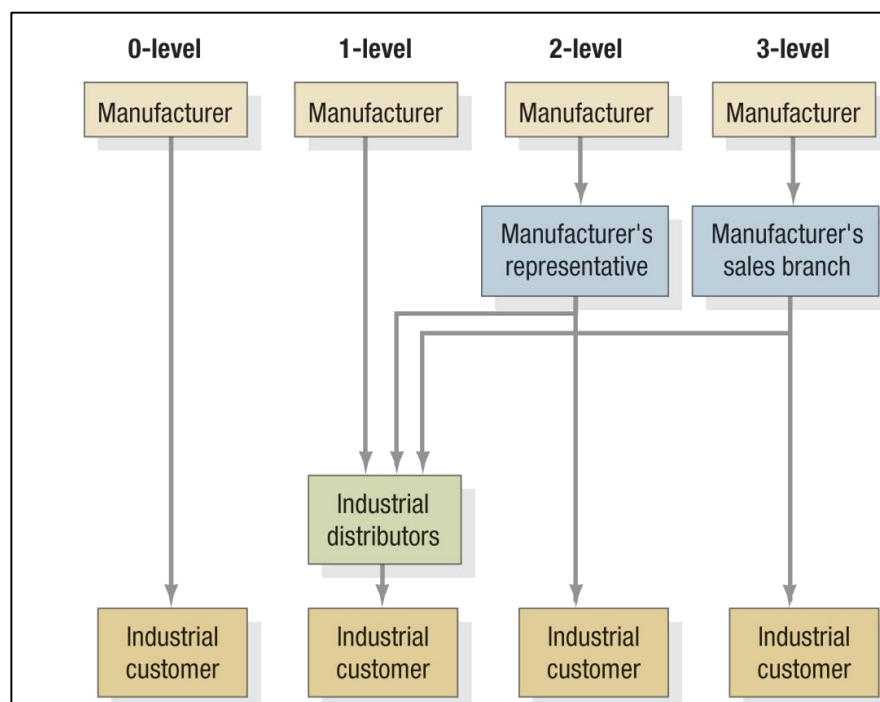 0-level 1-level 2-level 3-level
Manufacturer Manufacturer Manufacturer Manufacturer
Manufacturer's
representative
Manufacturer's
sales branch
Industrial
distributors
Industrial
customer
Industrial
customer
Industrial
customer
Industrial
customer